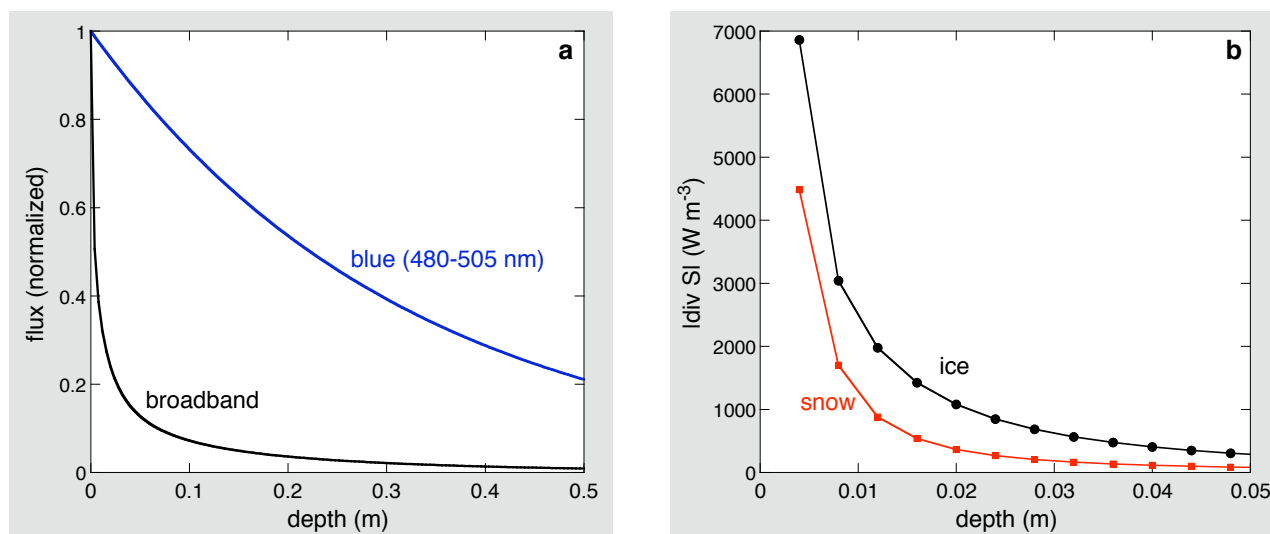 a
1
0.8
0.6
0.4
0.2
0
flux (normalized)
blue (480-505 nm)
broadband
0 0.1 0.2 0.3 0.4 0.5
depth (m)
b
7000
6000
5000
4000
3000
2000
1000
0
|div S| (W m⁻³)
ice
snow
0 0.01 0.02 0.03 0.04 0.05
depth (m)